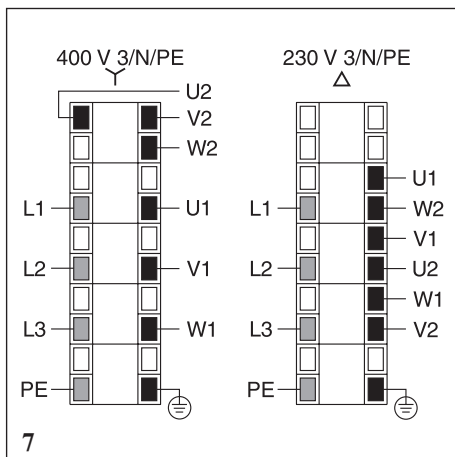 400 V 3/N/PE
U2
V2
W2
L1
U1
L2
V1
L3
W1
PE
230 V 3/N/PE
U1
L1
W2
V1
L2
U2
W1
L3
V2
PE
7